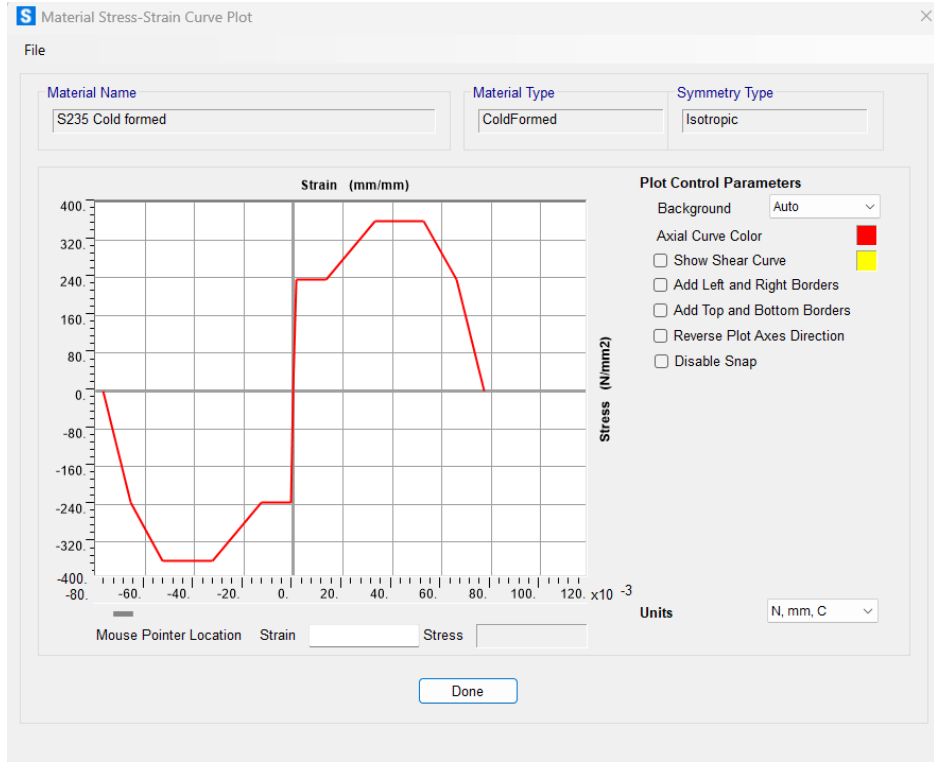 S Material Stress-Strain Curve Plot
File
Material Name
S235 Cold formed
Material Type
ColdFormed
Symmetry Type
Isotropic
Strain (mm/mm)
400.
320.
240.
160.
80.
0.
-80.
-160.
-240.
-320.
-400.
-80. -60. -40. -20. 0. 20. 40. 60. 80. 100. 120. x10 -3
Stress (N/mm2)
Mouse Pointer Location Strain Stress
Plot Control Parameters
Background Auto
Axial Curve Color
Show Shear Curve
Add Left and Right Borders
Add Top and Bottom Borders
Reverse Plot Axes Direction
Disable Snap
Units N, mm, C
Done